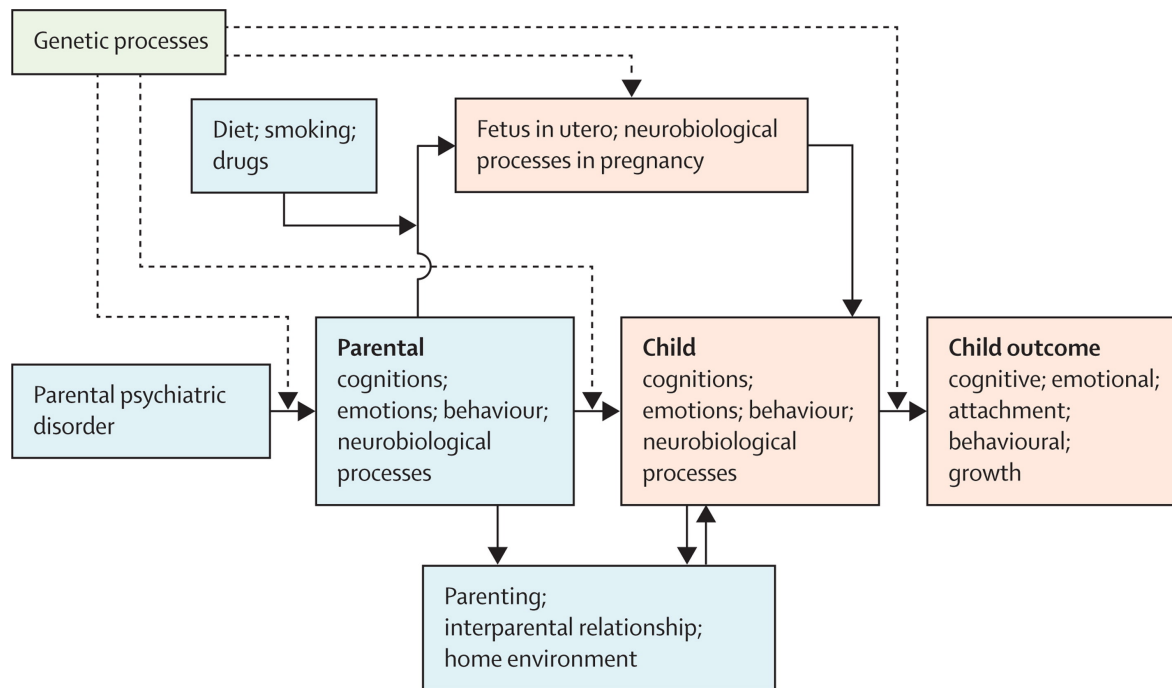 Genetic processes
Diet; smoking;
drugs
Fetus in utero; neurobiological
processes in pregnancy
Parental psychiatric
disorder
Parental
cognitions;
emotions; behaviour;
neurobiological
processes
Child
cognitions;
emotions; behaviour;
neurobiological
processes
Child outcome
cognitive; emotional;
attachment;
behavioural;
growth
Parenting;
interparental relationship;
home environment